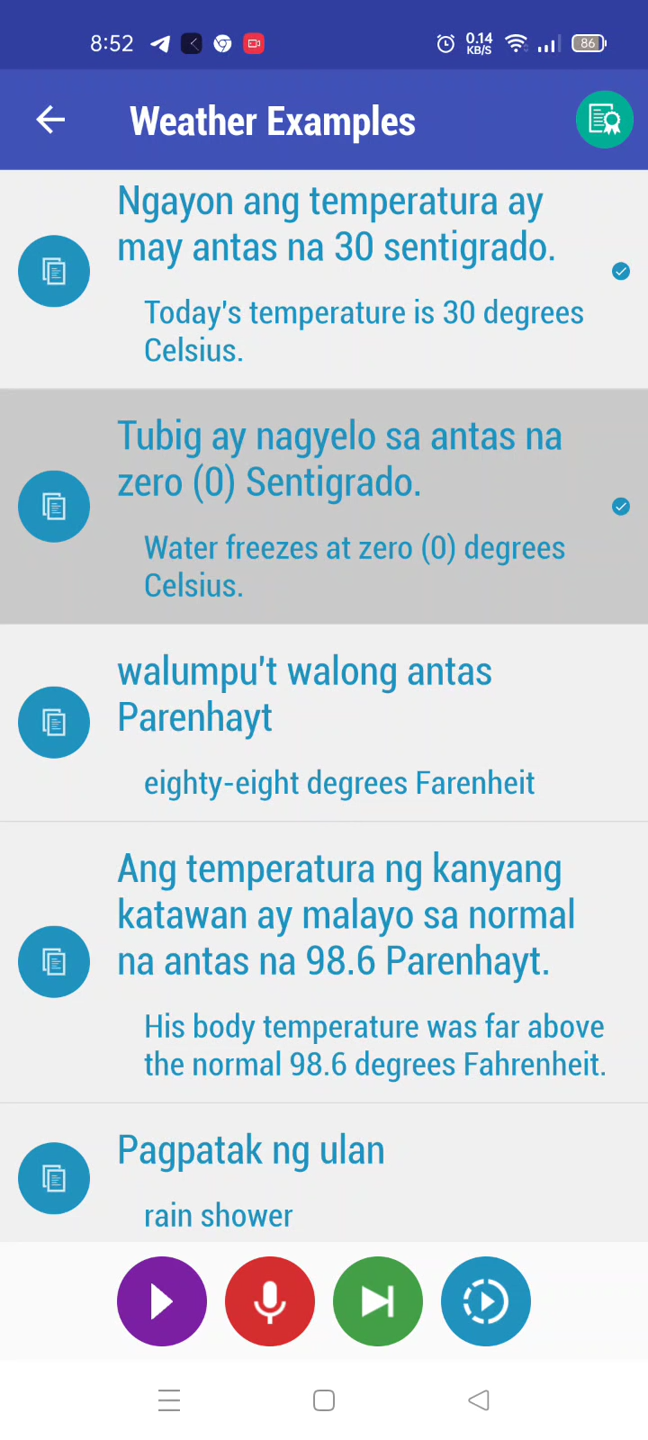 8:52
0.14
KB/S
86
Weather Examples
Ngayon ang temperatura ay
may antas na 30 sentigrado.
Today's temperature is 30 degrees
Celsius.
Tubig ay nagyelo sa antas na
zero (0) Sentigrado.
Water freezes at zero (0) degrees
Celsius.
walumpu't walong antas
Parenhayt
eighty-eight degrees Farenheit
Ang temperatura ng kanyang
katawan ay malayo sa normal
na antas na 98.6 Parenhayt.
His body temperature was far above
the normal 98.6 degrees Fahrenheit.
Pagpatak ng ulan
rain shower